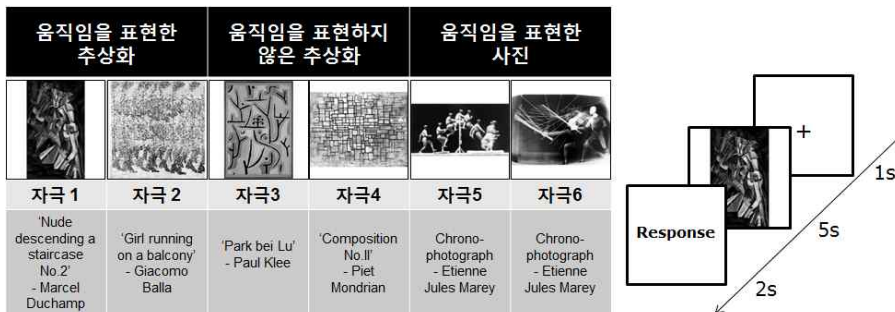 움직임을 표현한
추상화
움직임을 표현하지
않은 추상화
움직임을 표현한
사진
자극 1
자극 2
자극3
자극4
자극5
자극6
'Nude
descending a
staircase
No.2'
- Marcel
Duchamp
'Girl running
on a balcony'
- Giacomo
Balla
'Park bei Lu'
- Paul Klee
'Composition
No.II'
- Piet
Mondrian
Chrono-
photograph
- Etienne
Jules Marey
Chrono-
photograph
- Etienne
Jules Marey
+
1s
5s
Response
2s